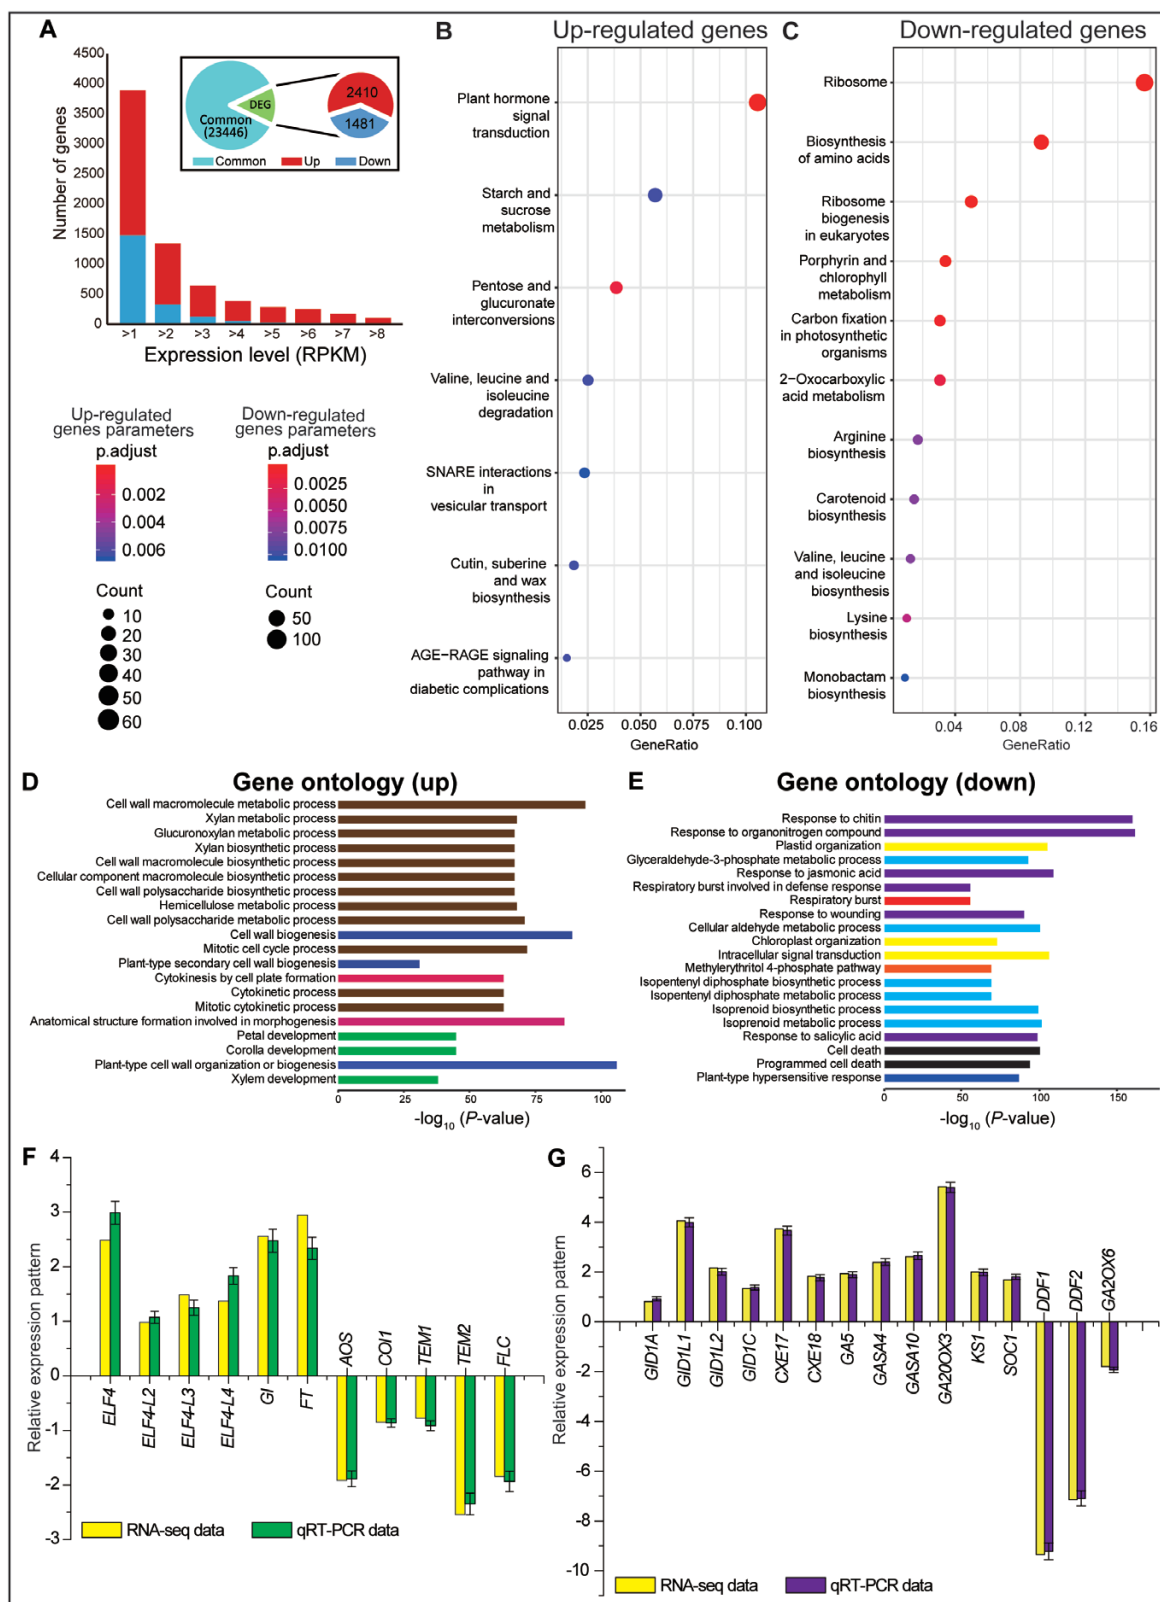 A
4500
4000
3500
3000
2500
2000
1500
1000
500
0
Number of genes
>1 >2 >3 >4 >5 >6 >7 >8
Expression level (RPKM)
Common
(23446)
DEG
2410
1481
Common Up Down
Up-regulated
genes parameters
p.adjust
0.002
0.004
0.006
Count
10
20
30
40
50
60
Down-regulated
genes parameters
p.adjust
0.0025
0.0050
0.0075
0.0100
Count
50
100
B
Up-regulated genes
Plant hormone
signal
transduction
Starch and
sucrose
metabolism
Pentose and
glucuronate
interconversions
Valine, leucine and
isoleucine
degradation
SNARE interactions
in
vesicular transport
Cutin, suberine
and wax
biosynthesis
AGE−RAGE signaling
pathway in
diabetic complications
0.025 0.050 0.075 0.100
GeneRatio
C
Down-regulated genes
Ribosome
Biosynthesis
of amino acids
Ribosome
biogenesis
in eukaryotes
Porphyrin and
chlorophyll
metabolism
Carbon fixation
in photosynthetic
organisms
2−Oxocarboxylic
acid metabolism
Arginine
biosynthesis
Carotenoid
biosynthesis
Valine, leucine
and isoleucine
biosynthesis
Lysine
biosynthesis
Monobactam
biosynthesis
0.04 0.08 0.12 0.16
GeneRatio
D
Gene ontology (up)
Cell wall macromolecule metabolic process
Xylan metabolic process
Glucuronoxylan metabolic process
Xylan biosynthetic process
Cell wall macromolecule biosynthetic process
Cellular component macromolecule biosynthetic process
Cell wall polysaccharide biosynthetic process
Hemicellulose metabolic process
Cell wall polysaccharide metabolic process
Cell wall biogenesis
Mitotic cell cycle process
Plant-type secondary cell wall biogenesis
Cytokinesis by cell plate formation
Cytokinetic process
Mitotic cytokinetic process
Anatomical structure formation involved in morphogenesis
Petal development
Corolla development
Plant-type cell wall organization or biogenesis
Xylem development
0 25 50 75 100
-log10 (P-value)
E
Gene ontology (down)
Response to chitin
Response to organonitrogen compound
Plastid organization
Glyceraldehyde-3-phosphate metabolic process
Response to jasmonic acid
Respiratory burst involved in defense response
Respiratory burst
Response to wounding
Cellular aldehyde metabolic process
Chloroplast organization
Intracellular signal transduction
Methylerythritol 4-phosphate pathway
Isopentenyl diphosphate biosynthetic process
Isopentenyl diphosphate metabolic process
Isoprenoid biosynthetic process
Isoprenoid metabolic process
Response to salicylic acid
Cell death
Programmed cell death
Plant-type hypersensitive response
0 50 100 150
-log10 (P-value)
F
4
3
2
1
0
-1
-2
-3
Relative expression pattern
ELF4
ELF4-L2
ELF4-L3
ELF4-L4
GI
FT
AOS
COI1
TEM1
TEM2
FLC
RNA-seq data qRT-PCR data
G
6
4
2
0
-2
-4
-6
-8
-10
Relative expression pattern
GID1A
GID1L1
GID1L2
GID1C
CXE17
CXE18
GA5
GASA4
GASA10
GA20OX3
KS1
SOC1
DDF1
DDF2
GA2OX6
RNA-seq data qRT-PCR data